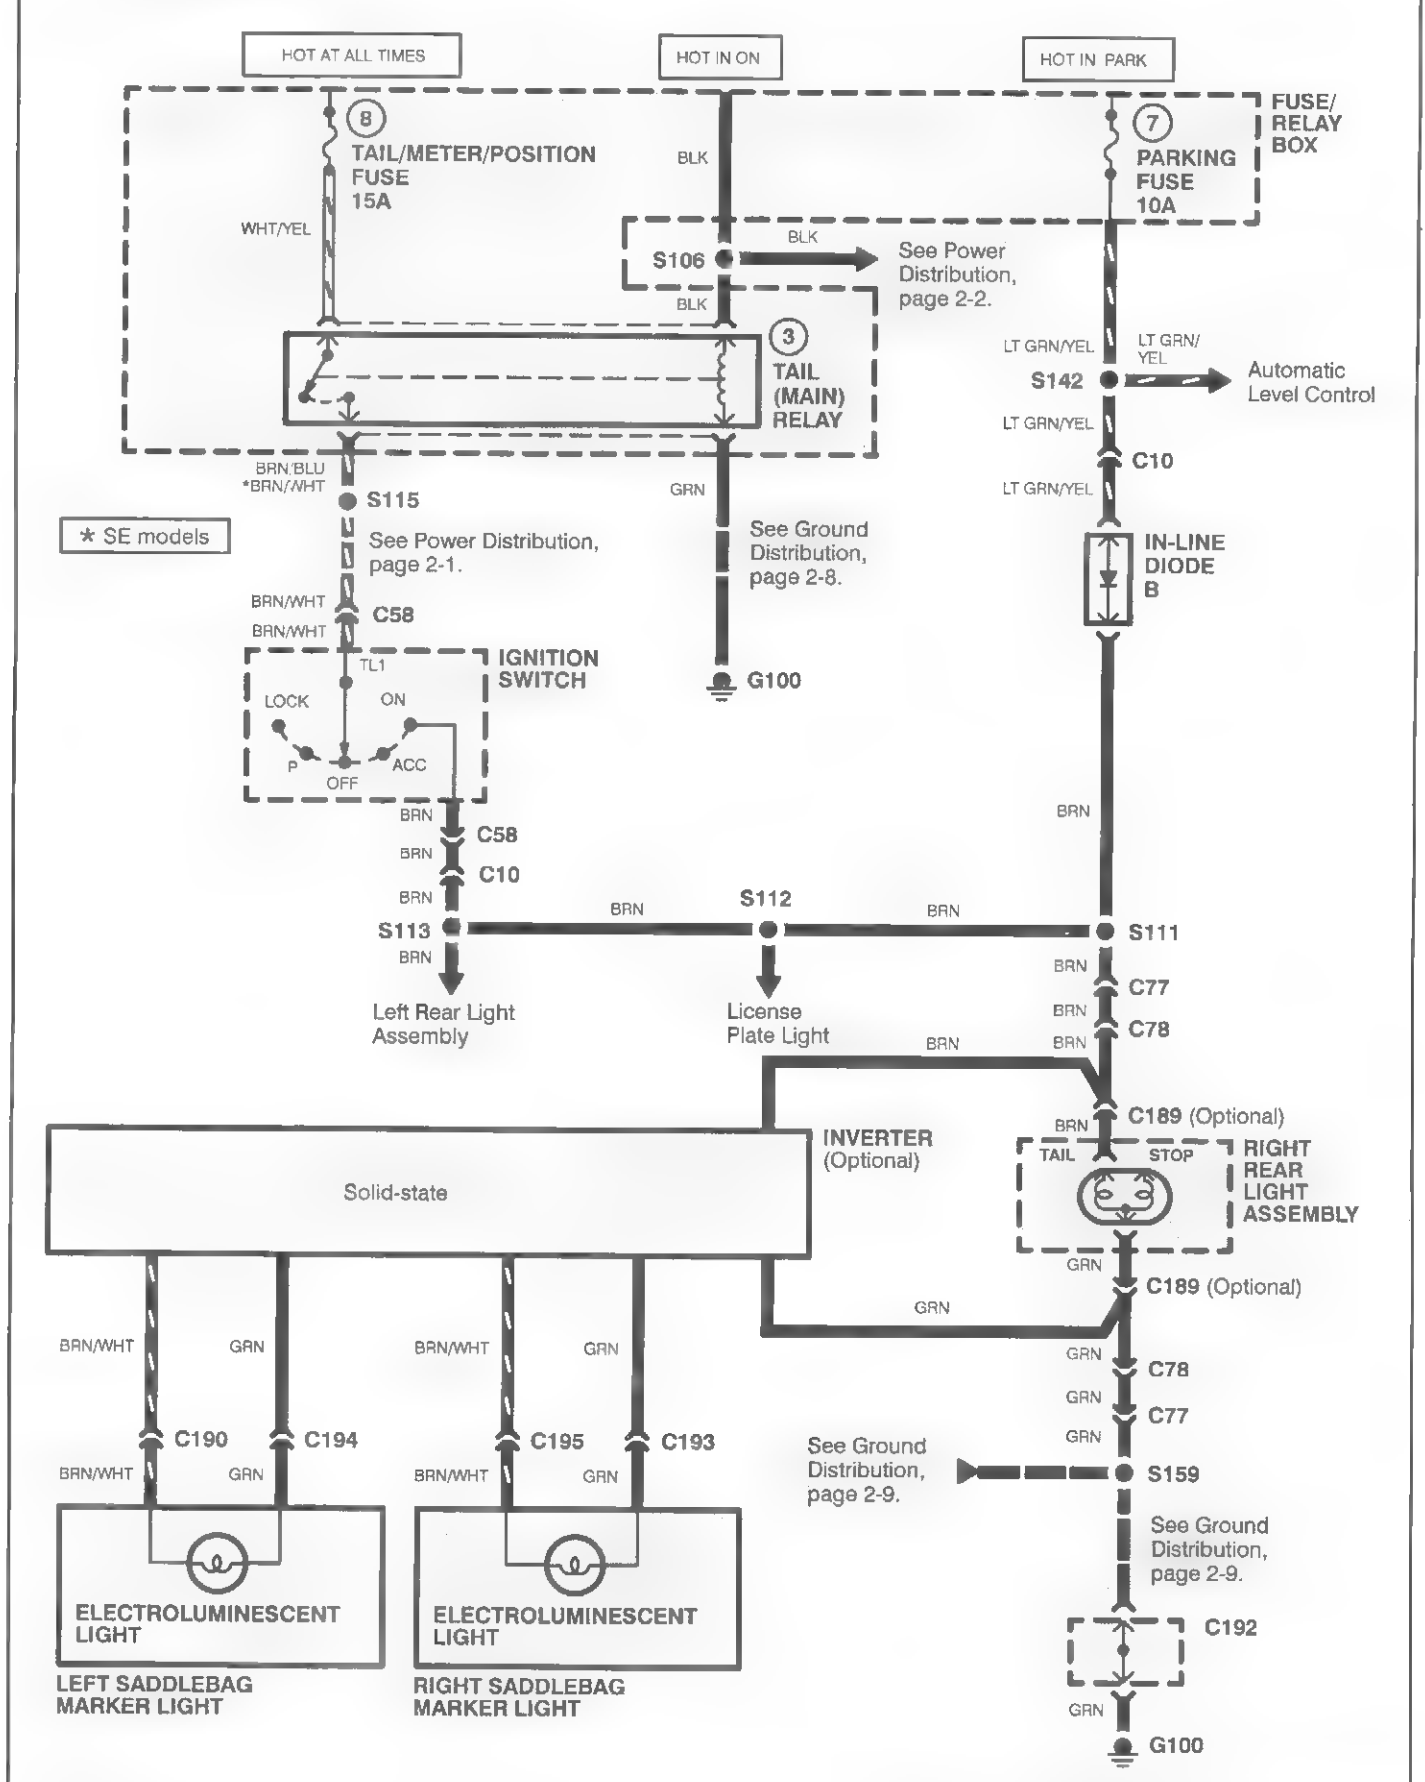 HOT AT ALL TIMES
HOT IN ON
HOT IN PARK
FUSE/
RELAY
BOX
8
TAIL/METER/POSITION
FUSE
15A
BLK
7
PARKING
FUSE
10A
WHT/YEL
S106
BLK
See Power
Distribution,
page 2-2.
BLK
3
TAIL
(MAIN)
RELAY
LT GRN/YEL
LT GRN/
YEL
S142
Automatic
Level Control
LT GRN/YEL
C10
LT GRN/YEL
BRN/BLU
*BRN/WHT
S115
GRN
* SE models
See Power Distribution,
page 2-1.
See Ground
Distribution,
page 2-8.
IN-LINE
DIODE
B
BRN/WHT
C58
BRN/WHT
IGNITION
SWITCH
TL1
LOCK
ON
P
OFF
ACC
G100
BRN
C58
BRN
C10
BRN
BRN
S113
BRN
S112
BRN
S111
BRN
Left Rear Light
Assembly
License
Plate Light
BRN
C77
BRN
C78
BRN
BRN
C189 (Optional)
BRN
INVERTER
(Optional)
Solid-state
TAIL
STOP
RIGHT
REAR
LIGHT
ASSEMBLY
GRN
C189 (Optional)
GRN
BRN/WHT
GRN
BRN/WHT
GRN
GRN
C78
GRN
C77
GRN
C190
C194
C195
C193
BRN/WHT
GRN
BRN/WHT
GRN
See Ground
Distribution,
page 2-9.
S159
See Ground
Distribution,
page 2-9.
ELECTROLUMINESCENT
LIGHT
ELECTROLUMINESCENT
LIGHT
C192
LEFT SADDLEBAG
MARKER LIGHT
RIGHT SADDLEBAG
MARKER LIGHT
GRN
G100